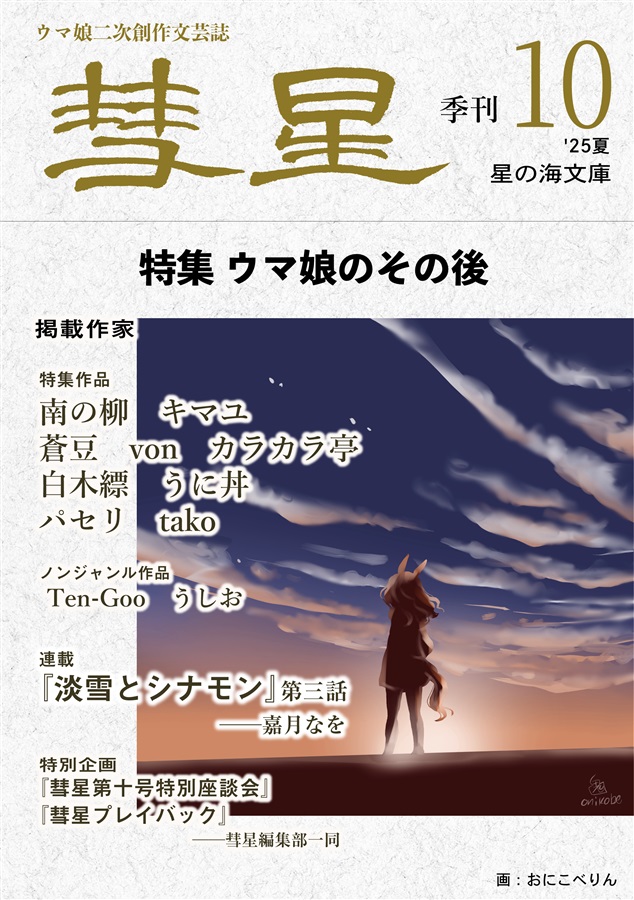 ウマ娘二次創作文芸誌
彗星
季刊 10
'25夏
星の海文庫
特集 ウマ娘のその後
掲載作家
特集作品
南の柳 キマユ
蒼豆 von カラカラ亭
白木縹 うに丼
パセリ tako
ノンジャンル作品
Ten-Goo うしお
連載
『淡雪とシナモン』第三話
──嘉月なを
特別企画
『彗星第十号特別座談会』
『彗星プレイバック』
──彗星編集部一同
onikobe
画：おにこべりん